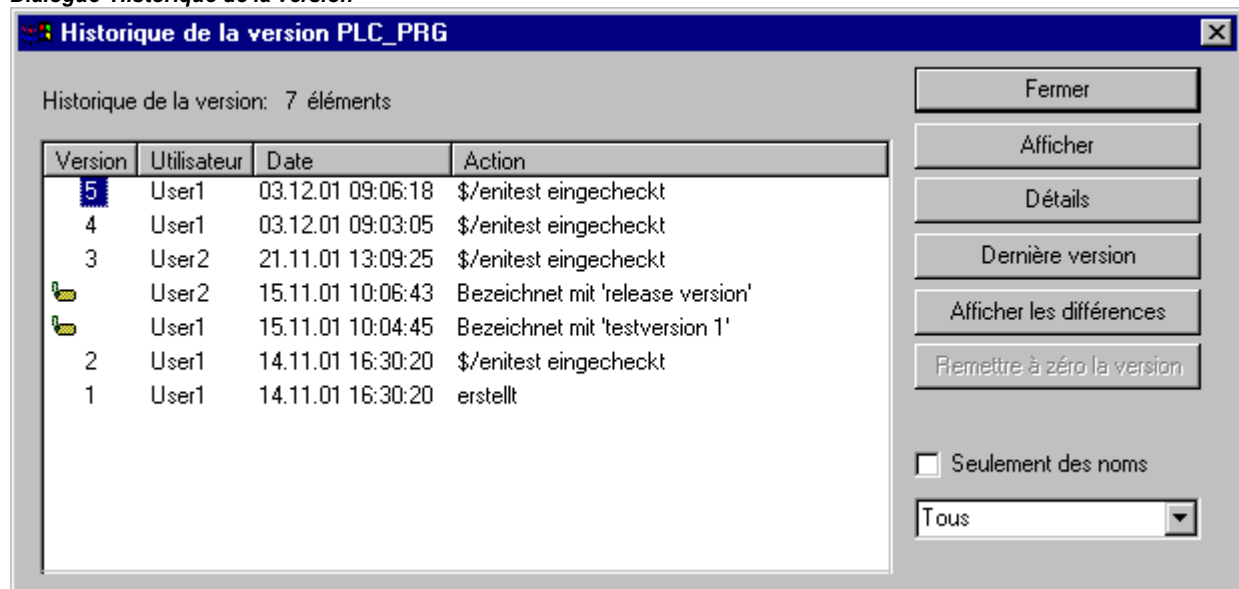 Dialogue 'Historique de la version'
Historique de la version PLC_PRG
Historique de la version: 7 éléments
Version Utilisateur Date Action
5 User1 03.12.01 09:06:18 $/enitest eingecheckt
4 User1 03.12.01 09:03:05 $/enitest eingecheckt
3 User2 21.11.01 13:09:25 $/enitest eingecheckt
User2 15.11.01 10:06:43 Bezeichnet mit 'release version'
User1 15.11.01 10:04:45 Bezeichnet mit 'testversion 1'
2 User1 14.11.01 16:30:20 $/enitest eingecheckt
1 User1 14.11.01 16:30:20 erstellt
Fermer
Afficher
Détails
Dernière version
Afficher les différences
Remettre à zéro la version
Seulement des noms
Tous